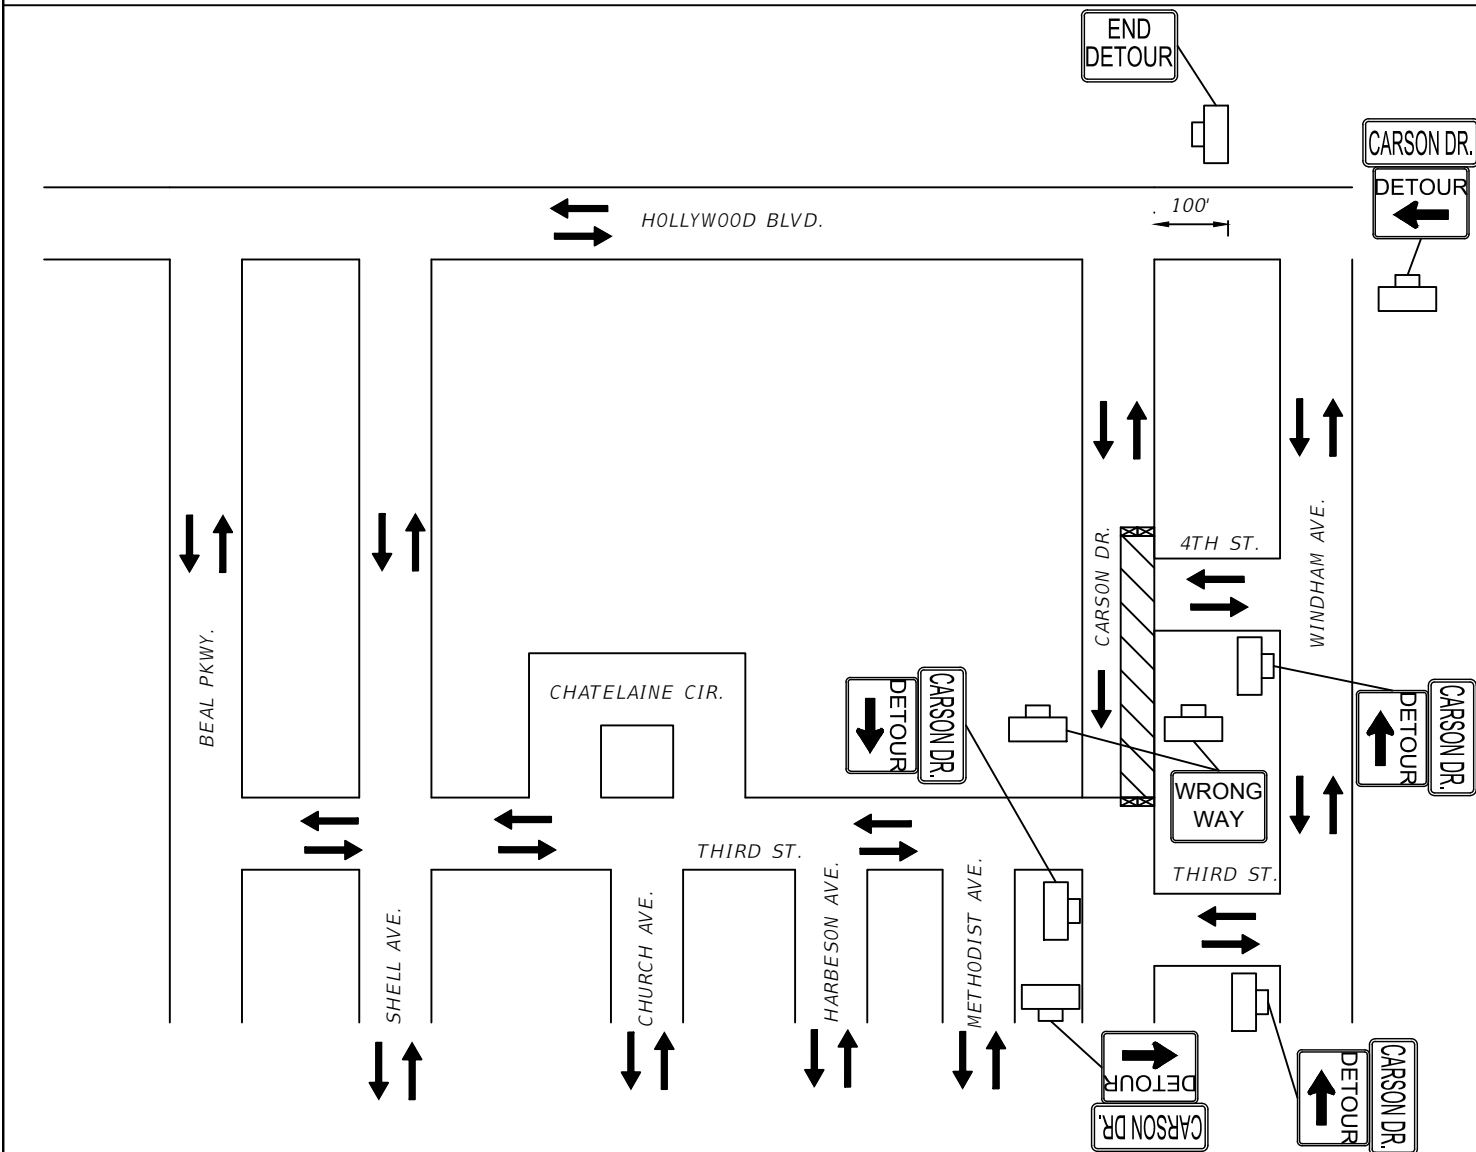 END
DETOUR
CARSON DR.
DETOUR
HOLLYWOOD BLVD.
. 100'
BEAL PKWY.
CARSON DR.
4TH ST.
WINDHAM AVE.
CHATELAINE CIR.
DETOUR
CARSON DR.
DETOUR
CARSON DR.
WRONG
WAY
THIRD ST.
THIRD ST.
SHELL AVE.
CHURCH AVE.
HARBESON AVE.
METHODIST AVE.
DETOUR
CARSON DR.
DETOUR
CARSON DR.